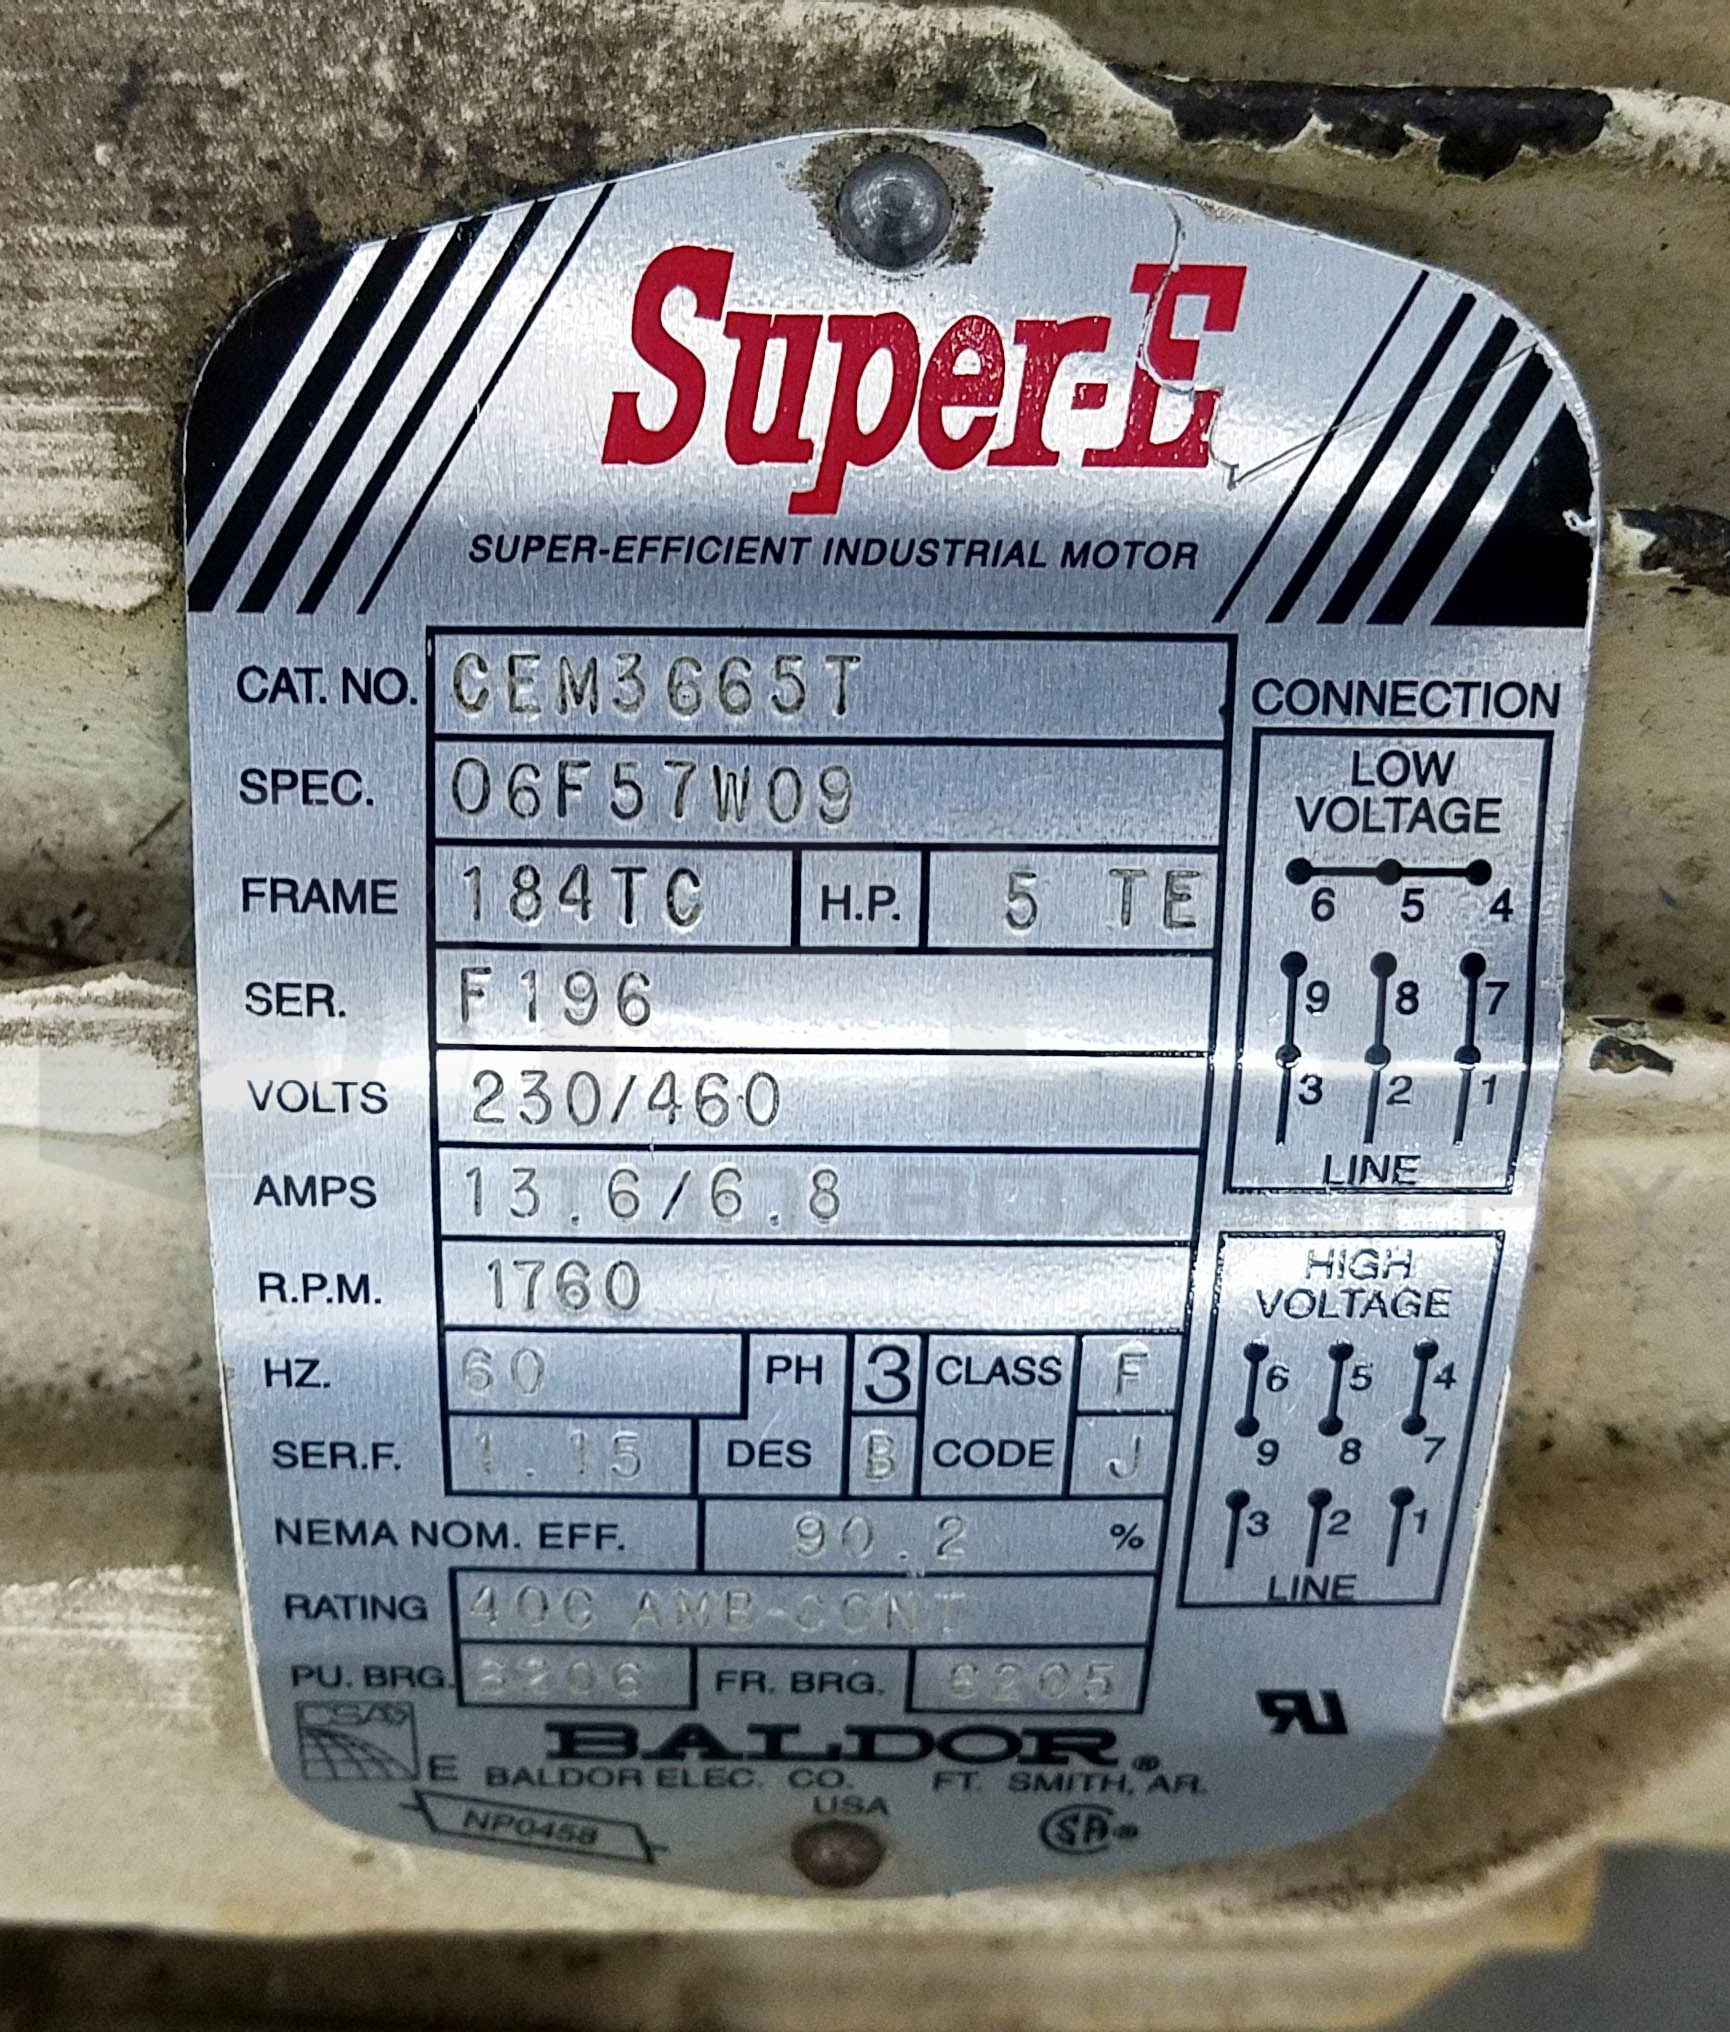 Super-E
SUPER-EFFICIENT INDUSTRIAL MOTOR
CAT. NO. CEM3665T
SPEC. 06F57W09
FRAME 184TC H.P. 5 TE
SER. F196
VOLTS 230/460
AMPS 13.6/6.8
R.P.M. 1760
HZ. 60 PH 3 CLASS F
SER.F. 1.15 DES B CODE J
NEMA NOM. EFF. 90.2 %
RATING 40C AMB-CONT
PU. BRG. 6206 FR. BRG. 6205
CONNECTION
LOW
VOLTAGE
6 5 4
9 8 7
3 2 1
LINE
HIGH
VOLTAGE
6 5 4
9 8 7
3 2 1
LINE
CSA E
BALDOR®
BALDOR ELEC. CO. FT. SMITH, AR.
USA
NP0458
SA®